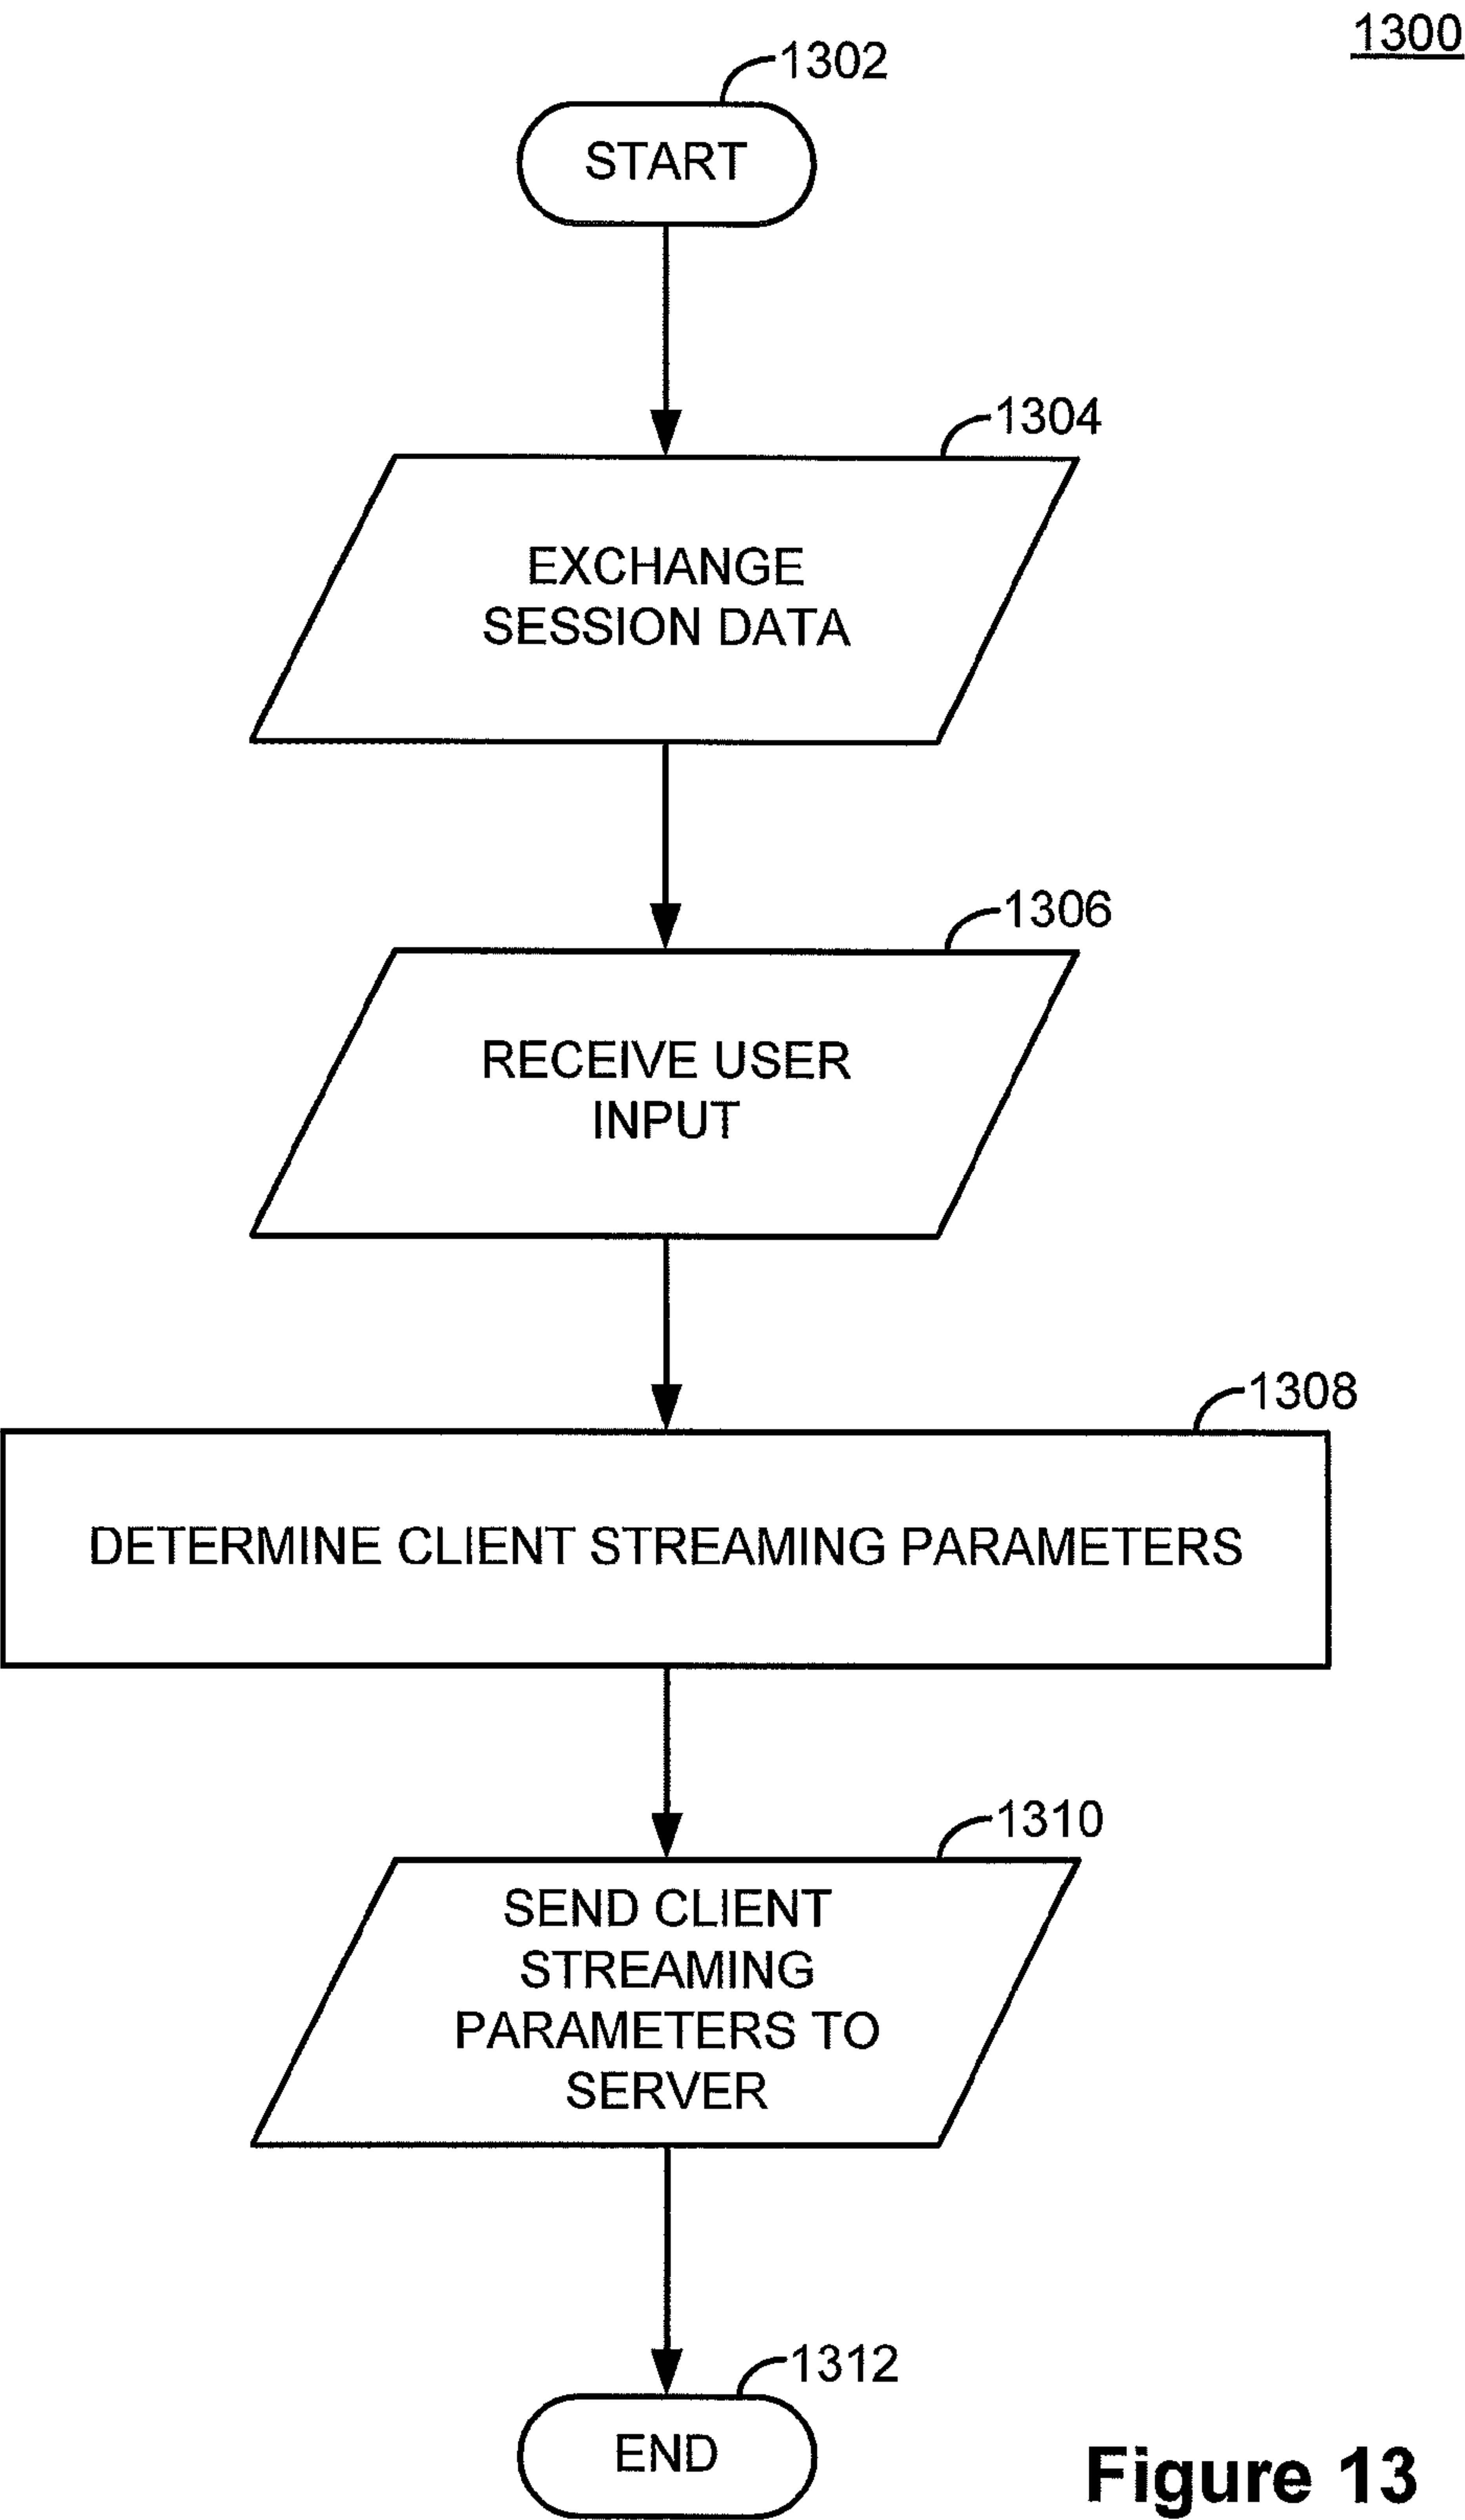 1300
1302
START
1304
EXCHANGE
SESSION DATA
1306
RECEIVE USER
INPUT
1308
DETERMINE CLIENT STREAMING PARAMETERS
1310
SEND CLIENT
STREAMING
PARAMETERS TO
SERVER
1312
END
Figure 13